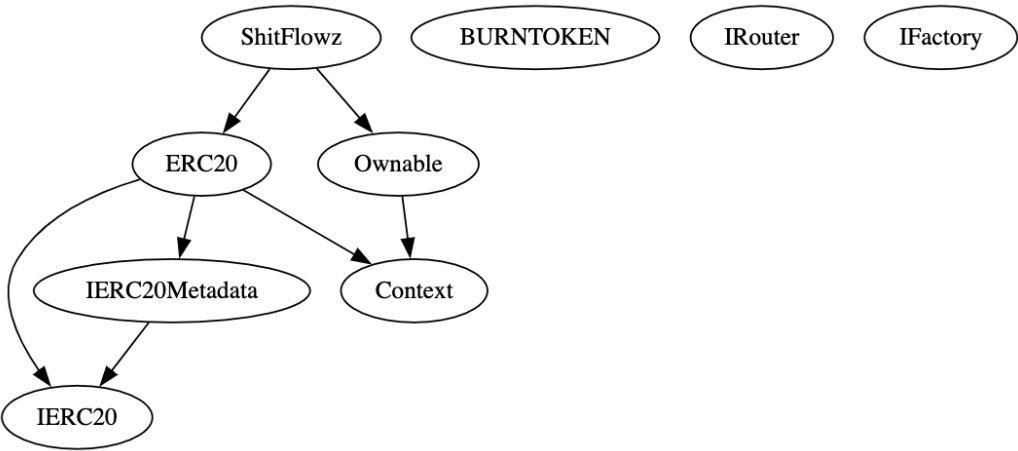 ShitFlowz
BURNTOKEN
IRouter
IFactory
ERC20
Ownable
IERC20Metadata
Context
IERC20